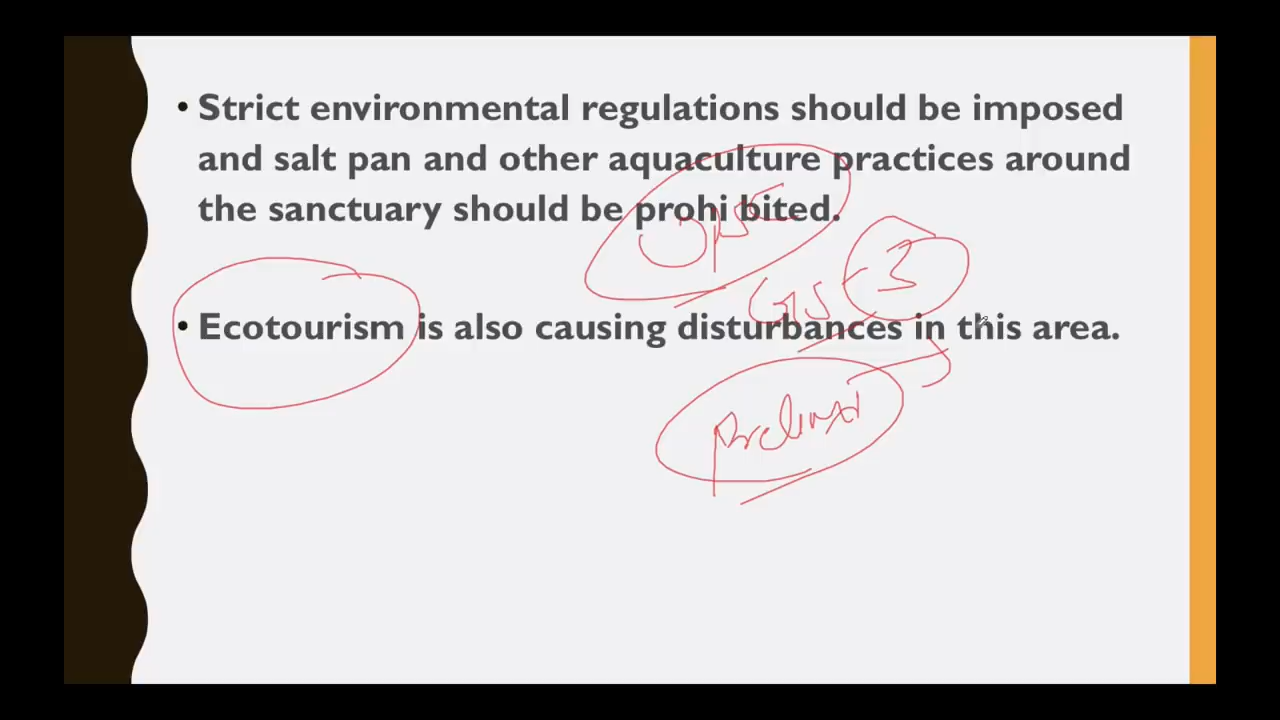 • Strict environmental regulations should be imposed
and salt pan and other aquaculture practices around
the sanctuary should be prohi bited.
UPSC
GS-3
• Ecotourism is also causing disturbances in this area.